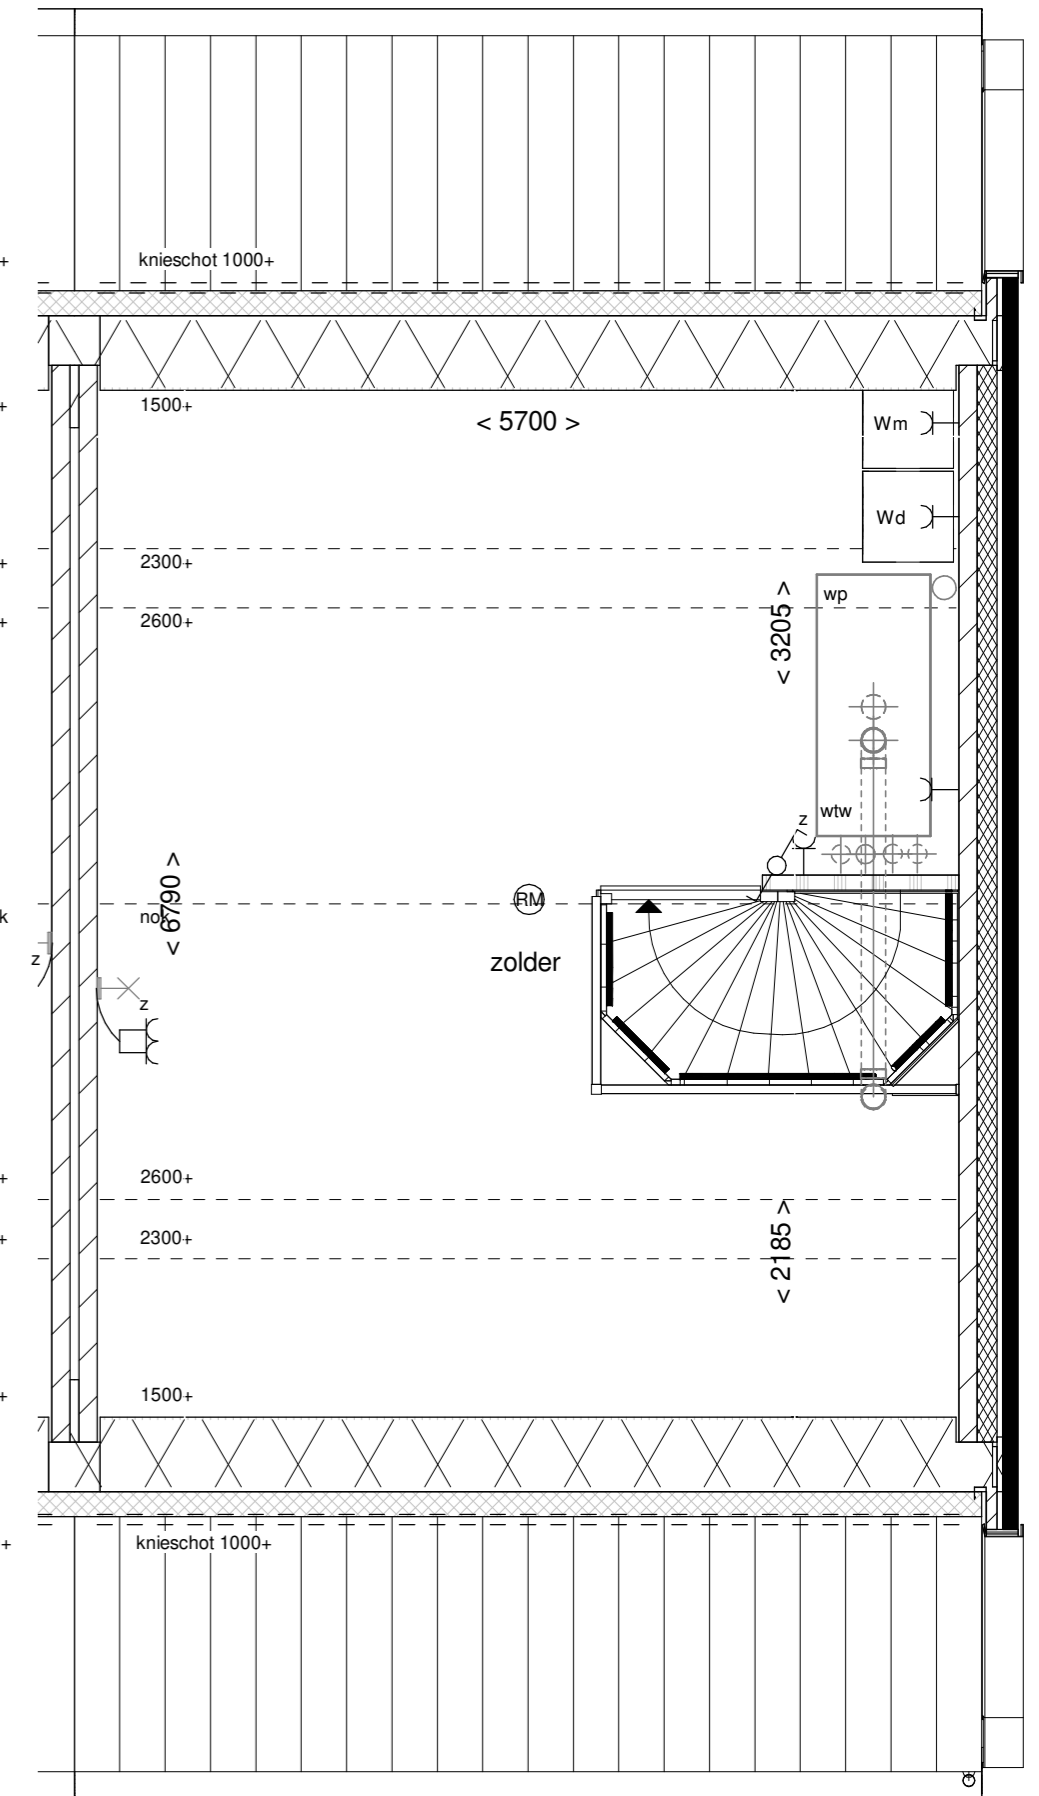 +
knieschot 1000+
+
1500+
< 5700 >
Wm
Wd
+
2300+
+
2600+
wp
< 3205 >
wtw
z
< 6790 >
k
nok
RM
z
zolder
z
+
2600+
+
2300+
< 2185 >
+
1500+
+
knieschot 1000+